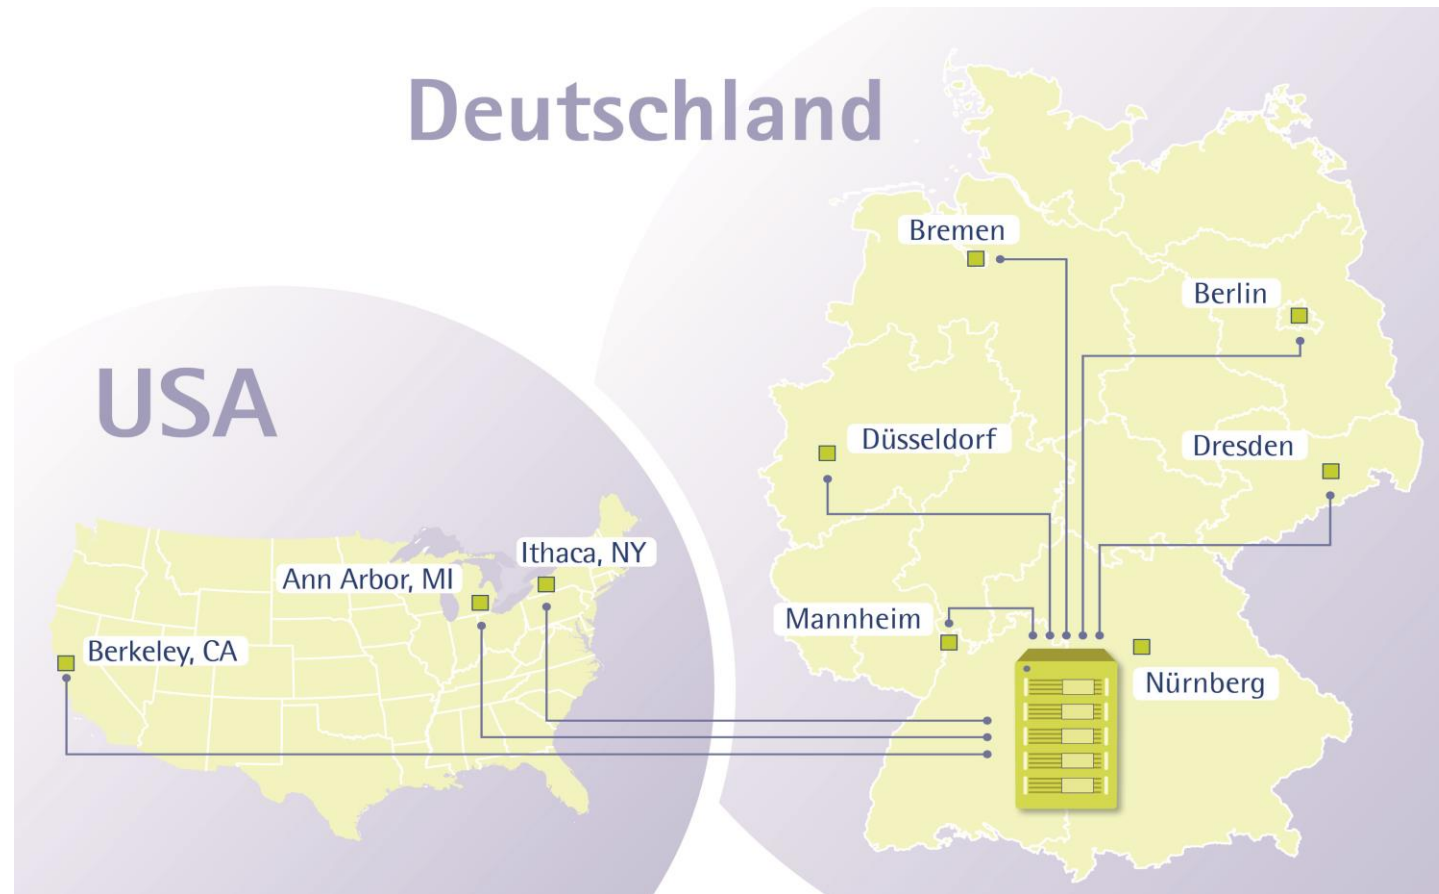 Deutschland
Bremen
Berlin
USA
Düsseldorf
Dresden
Ithaca, NY
Ann Arbor, MI
Mannheim
Berkeley, CA
Nürnberg